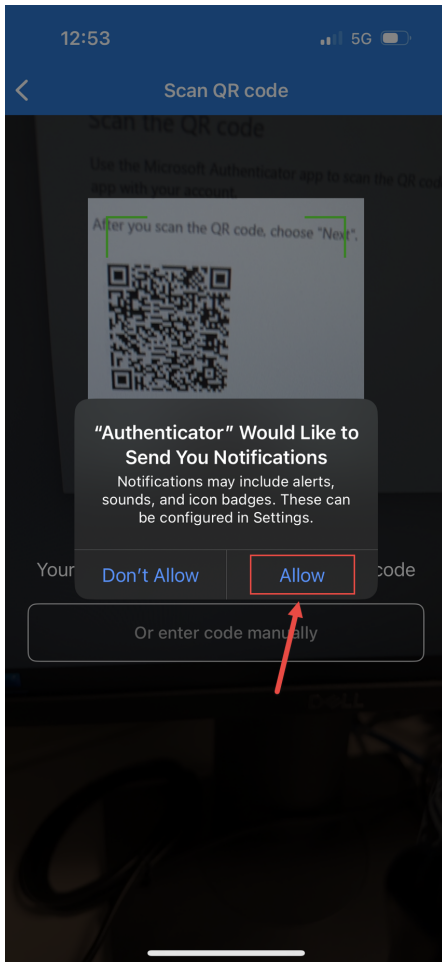 12:53
5G
Scan QR code
Scan the QR code
Use the Microsoft Authenticator app to scan the QR cod
app with your account.
After you scan the QR code, choose "Next".
“Authenticator” Would Like to
Send You Notifications
Notifications may include alerts,
sounds, and icon badges. These can
be configured in Settings.
Don’t Allow
Allow
Your
code
Or enter code manually
DELL